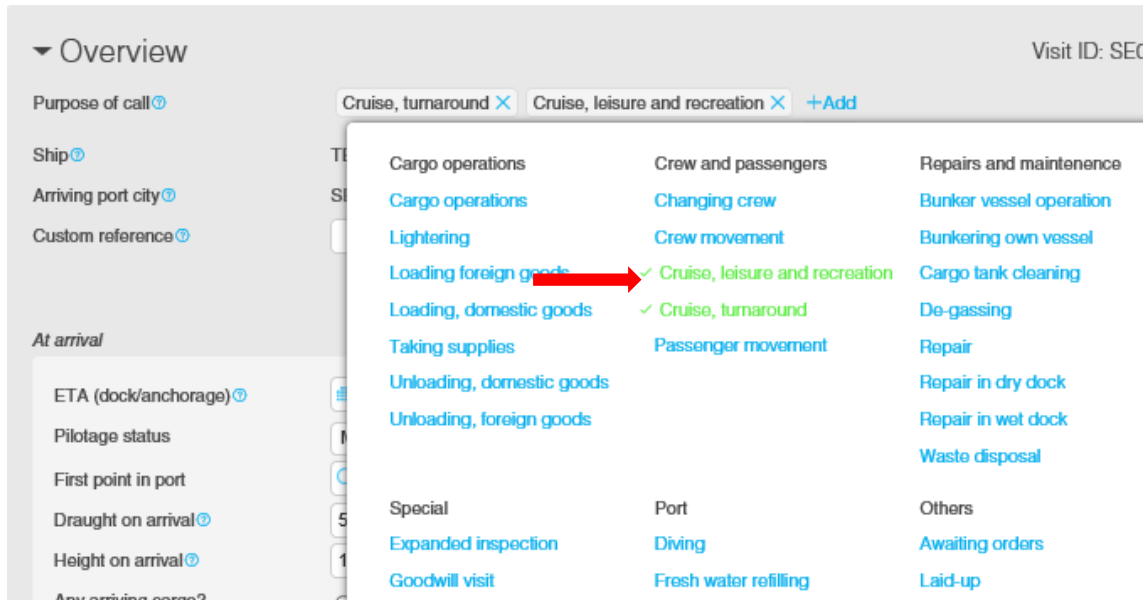 Overview
Visit ID: SE
Purpose of call
Cruise, turnaround
Cruise, leisure and recreation
+Add
Ship
Arriving port city
Custom reference
At arrival
ETA (dock/anchorage)
Pilotage status
First point in port
Draught on arrival
5
Height on arrival
1
Any arriving cargo?
Cargo operations
Cargo operations
Lightering
Loading foreign goods
Loading, domestic goods
Taking supplies
Unloading, domestic goods
Unloading, foreign goods
Crew and passengers
Changing crew
Crew movement
Cruise, leisure and recreation
Cruise, turnaround
Passenger movement
Repairs and maintenence
Bunker vessel operation
Bunkering own vessel
Cargo tank cleaning
De-gassing
Repair
Repair in dry dock
Repair in wet dock
Waste disposal
Special
Expanded inspection
Goodwill visit
Port
Diving
Fresh water refilling
Others
Awaiting orders
Laid-up